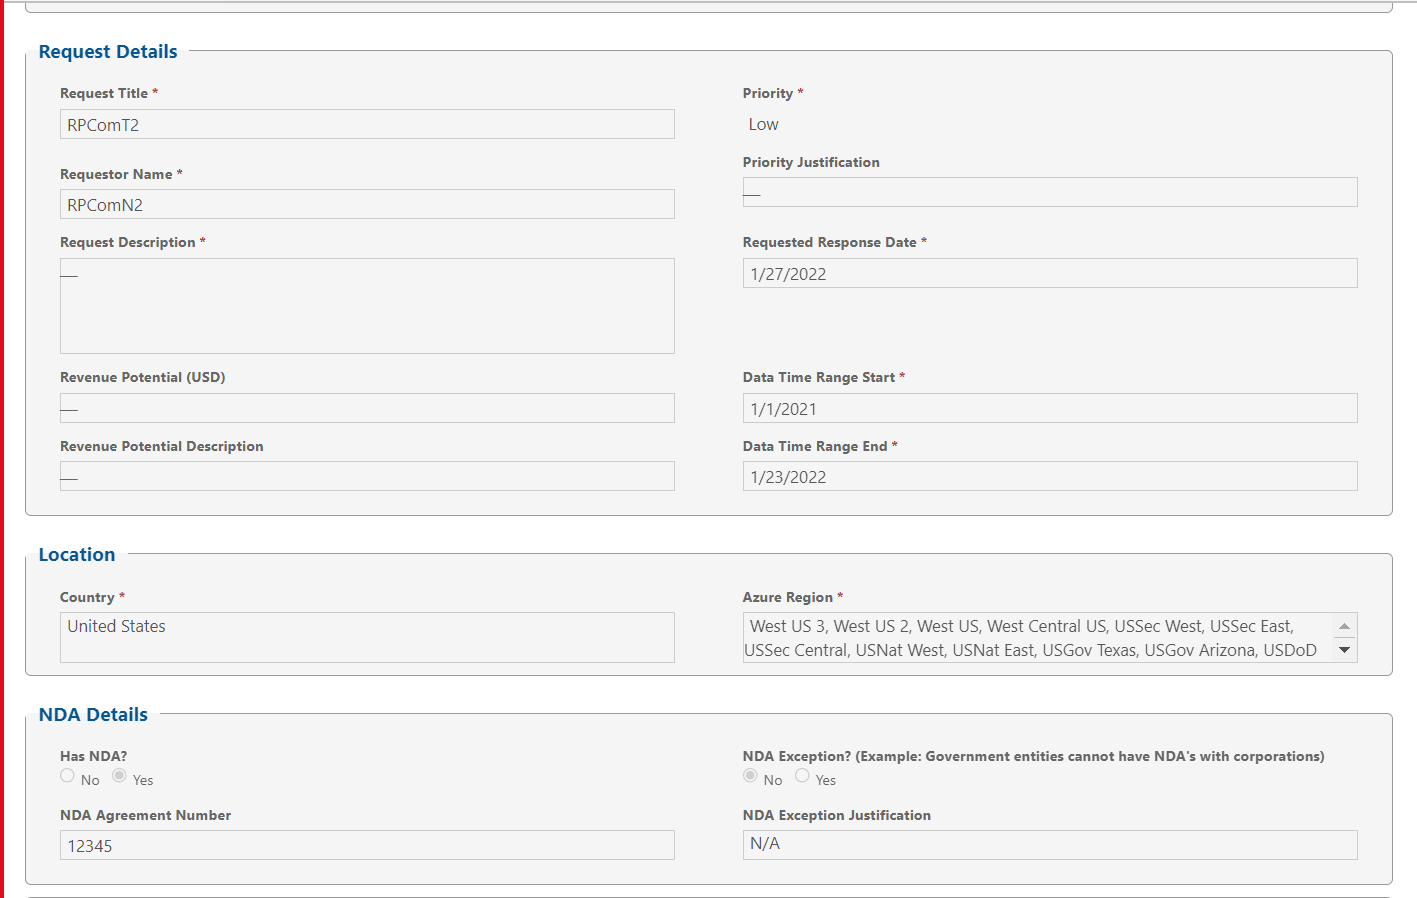 Request Details
Request Title *
RPComT2
Priority *
Low
Requestor Name *
RPComN2
Priority Justification
—
Request Description *
—
Requested Response Date *
1/27/2022
Revenue Potential (USD)
—
Data Time Range Start *
1/1/2021
Revenue Potential Description
—
Data Time Range End *
1/23/2022
Location
Country *
United States
Azure Region *
West US 3, West US 2, West US, West Central US, USSec West, USSec East,
USSec Central, USNat West, USNat East, USGov Texas, USGov Arizona, USDoD
NDA Details
Has NDA?
No Yes
NDA Exception? (Example: Government entities cannot have NDA's with corporations)
No Yes
NDA Agreement Number
12345
NDA Exception Justification
N/A